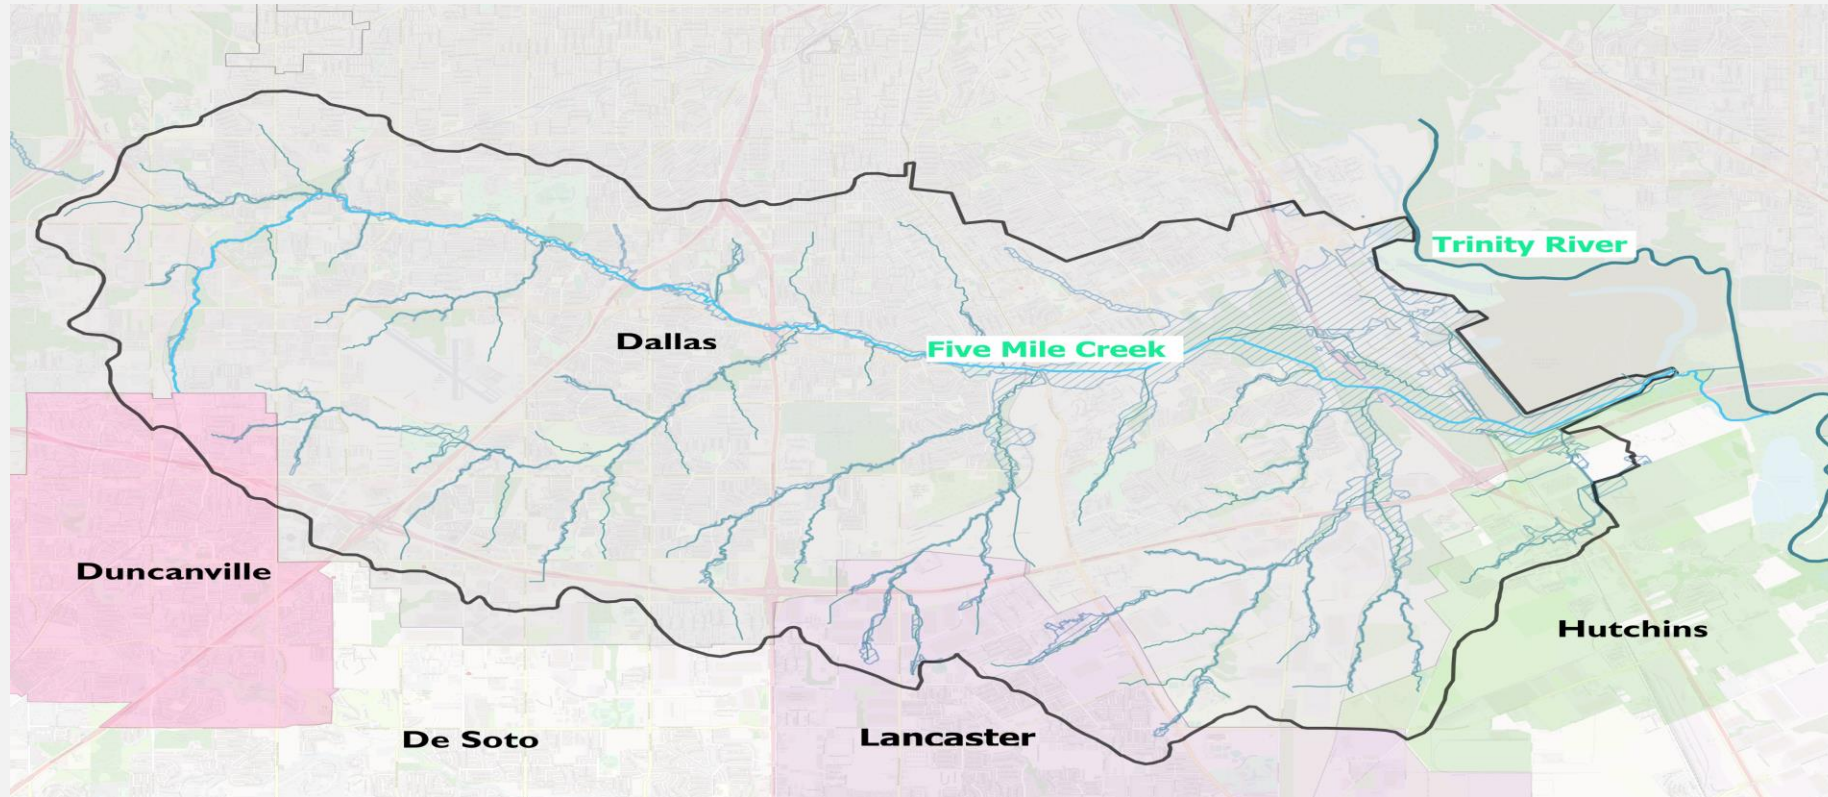 Trinity River
Dallas
Five Mile Creek
Duncanville
Hutchins
De Soto
Lancaster